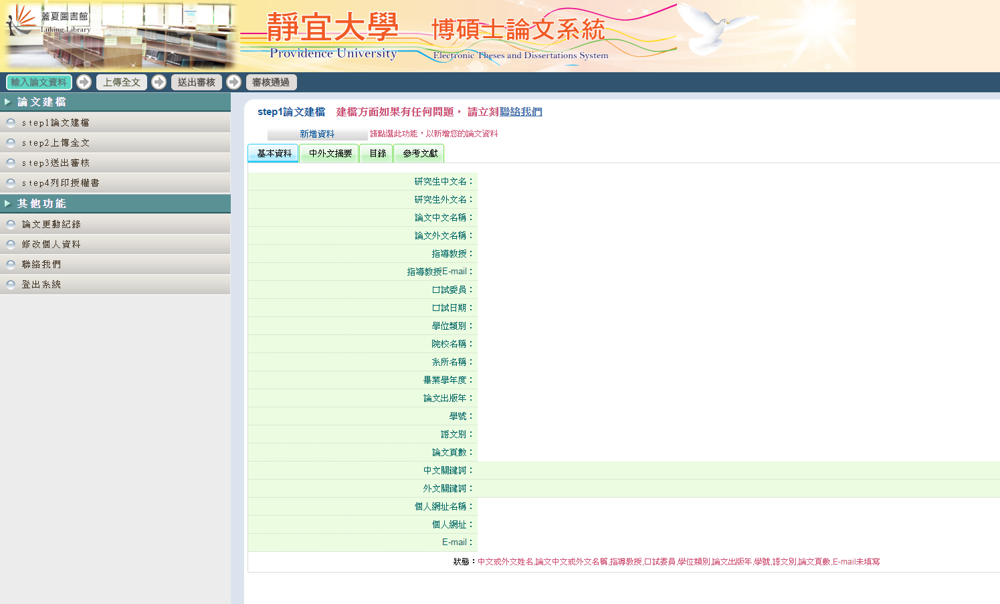 蓋夏圖書館
Luking Library
靜宜大學
Providence University
博碩士論文系統
Electronic Theses and Dissertations System
輸入論文資料 上傳全文 送出審核 審核通過
論文建檔
step1論文建檔
step2上傳全文
step3送出審核
step4列印授權書
其他功能
論文更動紀錄
修改個人資料
聯絡我們
登出系統
step1論文建檔 建檔方面如果有任何問題， 請立刻聯絡我們
新增資料 請點選此功能，以新增您的論文資料
基本資料 中外文摘要 目錄 參考文獻
研究生中文名：
研究生外文名：
論文中文名稱：
論文外文名稱：
指導教授：
指導教授E-mail：
口試委員：
口試日期：
學位類別：
院校名稱：
系所名稱：
畢業學年度：
論文出版年：
學號：
語文別：
論文頁數：
中文關鍵詞：
外文關鍵詞：
個人網址名稱：
個人網址：
E-mail：
狀態：中文或外文姓名,論文中文或外文名稱,指導教授,口試委員,學位類別,論文出版年,學號,語文別,論文頁數,E-mail未填寫